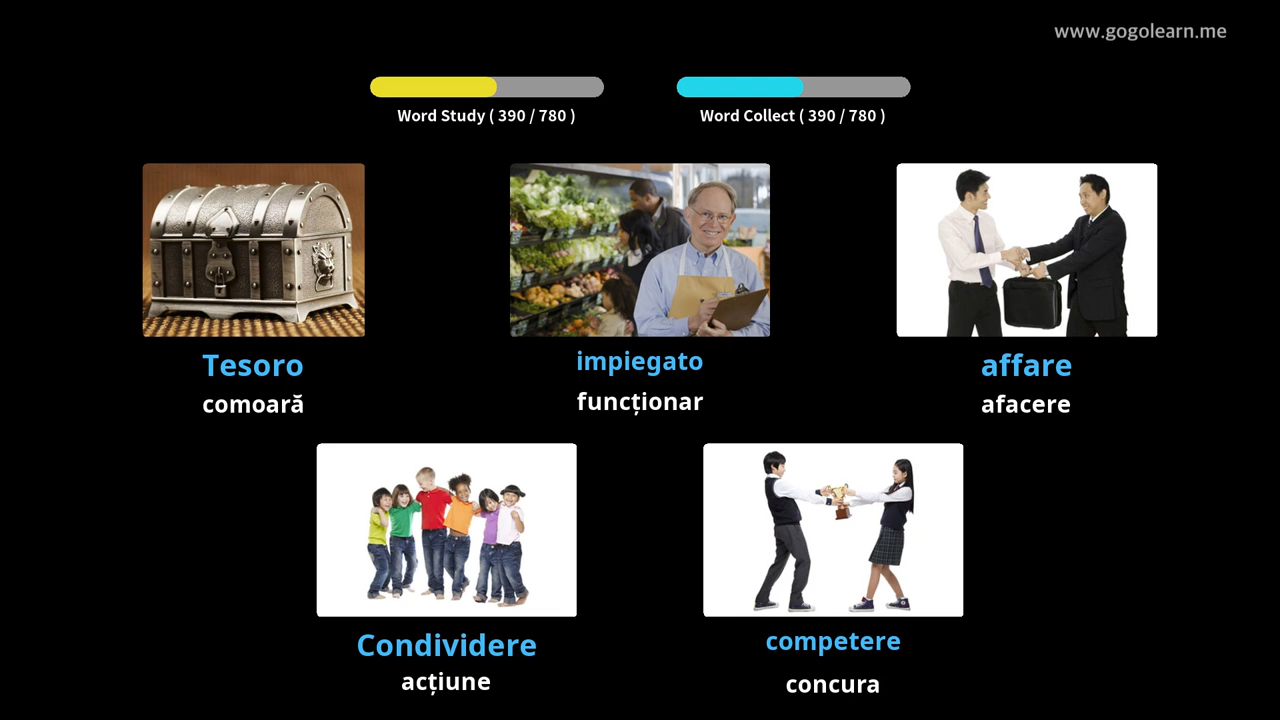 www.gogolearn.me
Word Study ( 390 / 780 )
Word Collect ( 390 / 780 )
Tesoro
comoară
impiegato
funcționar
affare
afacere
Condividere
acțiune
competere
concura